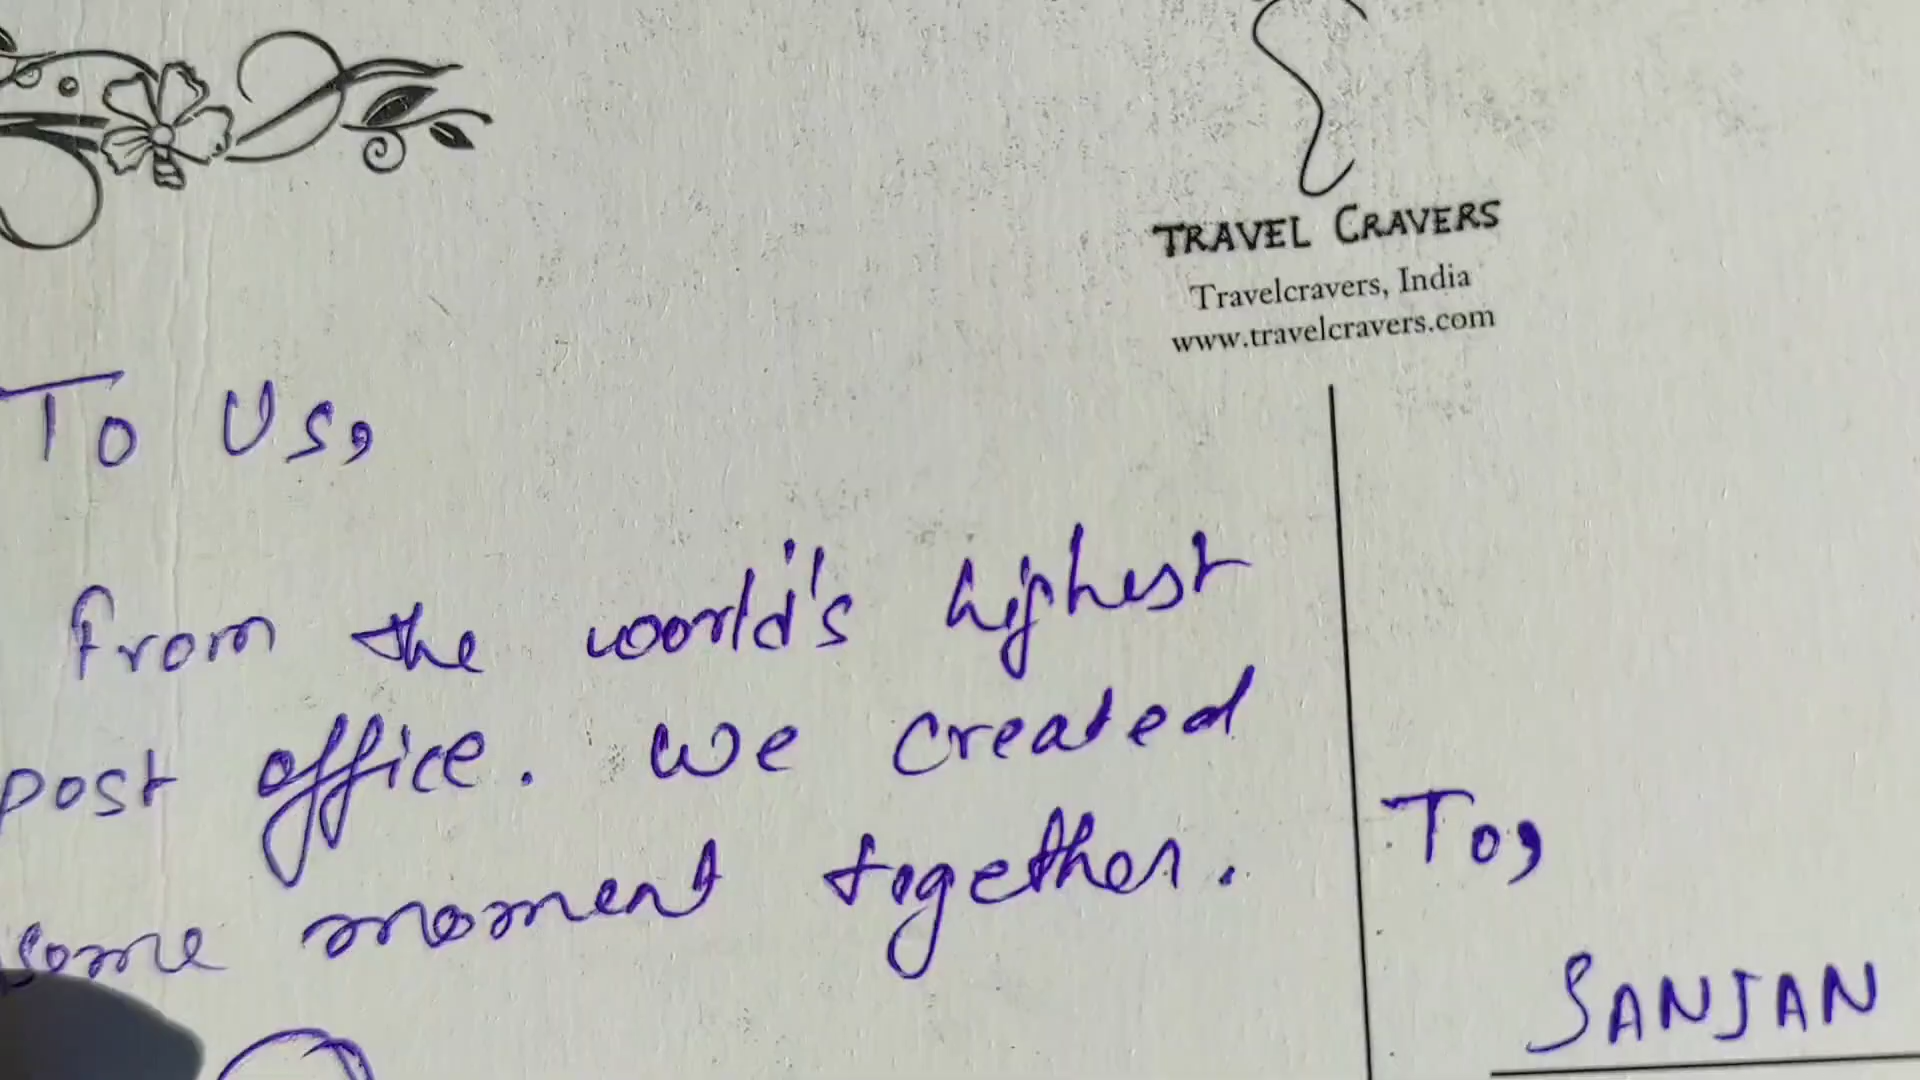 TRAVEL CRAVERS
Travelcravers, India
www.travelcravers.com
To Us,
From the world's highest
post office. We created
some moment together.
To,
SANJAN